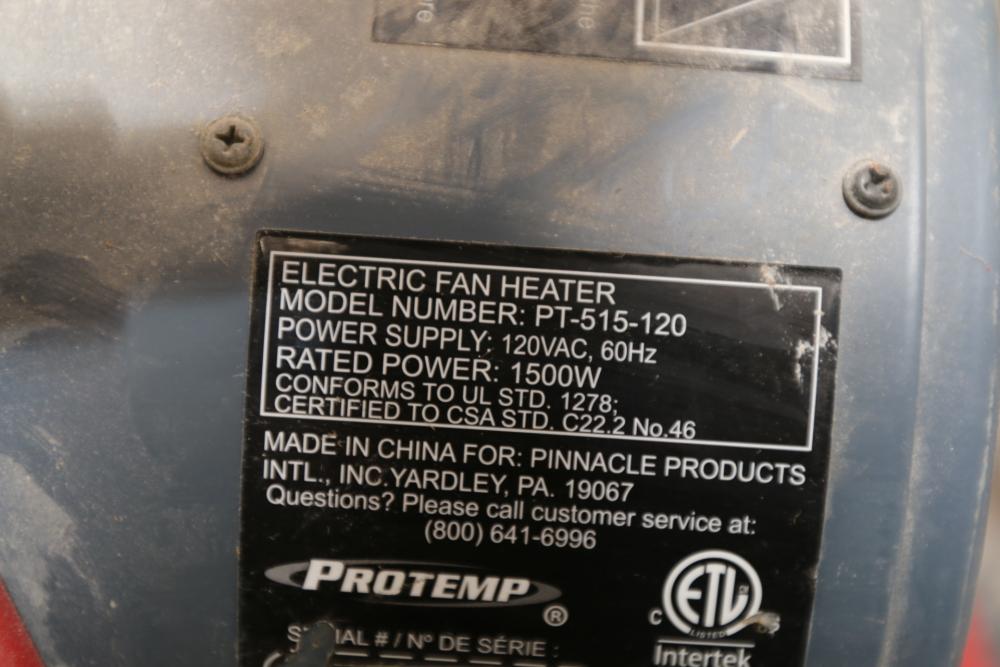 ELECTRIC FAN HEATER
MODEL NUMBER: PT-515-120
POWER SUPPLY: 120VAC, 60Hz
RATED POWER: 1500W
CONFORMS TO UL STD. 1278;
CERTIFIED TO CSA STD. C22.2 No.46
MADE IN CHINA FOR: PINNACLE PRODUCTS
INTL., INC.YARDLEY, PA. 19067
Questions? Please call customer service at:
(800) 641-6996
PROTEMP ®
C ETL
LISTED
Intertek
SERIAL # / Nº DE SÉRIE :